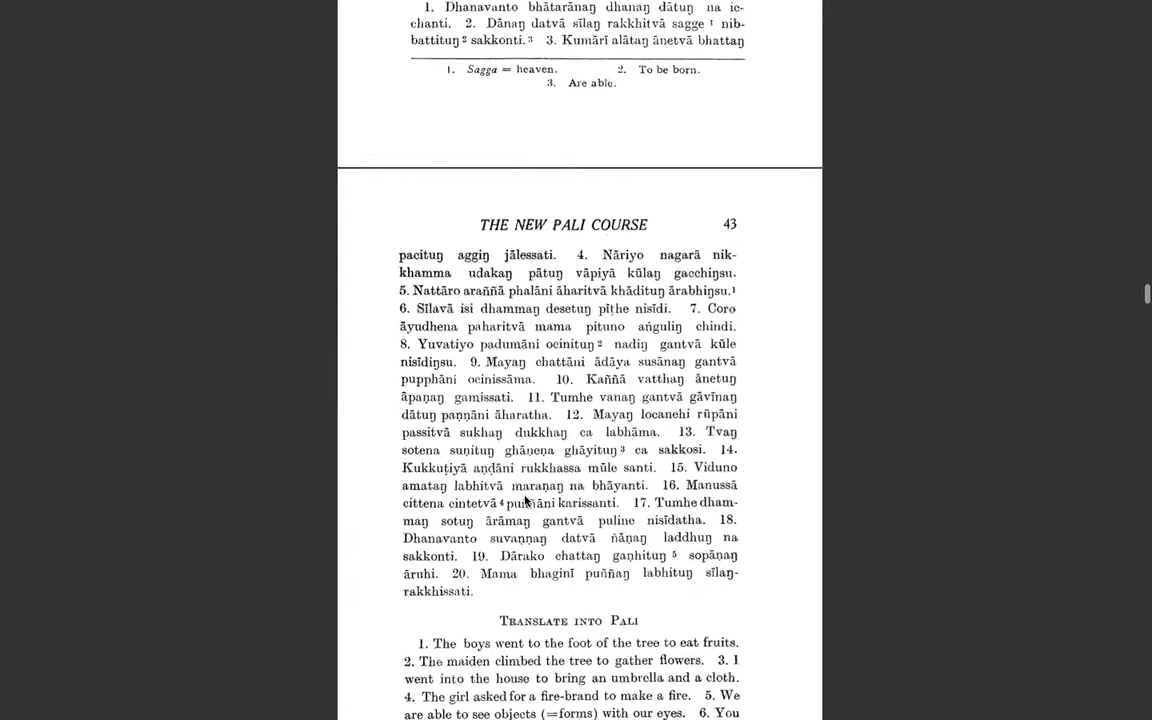 1. Dhanavanto bhātarānaŋ dhanaŋ dātuŋ na ic-
chanti. 2. Dānaŋ datvā sīlaŋ rakkhitvā sagge ¹ nib-
battituŋ ² sakkonti. ³ 3. Kumārī alātaŋ ānetvā bhattaŋ
1. Sagga = heaven. 2. To be born.
3. Are able.
THE NEW PALI COURSE 43
pacituŋ aggiŋ jālessati. 4. Nāriyo nagarā nik-
khamma udakaŋ pātuŋ vāpiyā kūlaŋ gacchiŋsu.
5. Nattāro araññā phalāni āharitvā khādituŋ ārabhiŋsu.¹
6. Sīlavā isi dhammaŋ desetuŋ pīṭhe nisīdi. 7. Coro
āyudhena paharitvā mama pituno aṅguliŋ chindi.
8. Yuvatiyo padumāni ocinituŋ ² nadiŋ gantvā kūle
nisīdiŋsu. 9. Mayaŋ chattāni ādāya susānaŋ gantvā
pupphāni ocinissāma. 10. Kaññā vatthaŋ ānetuŋ
āpaṇaŋ gamissati. 11. Tumhe vanaŋ gantvā gāvīnaŋ
dātuŋ paṇṇāni āharatha. 12. Mayaŋ locanehi rūpāni
passitvā sukhaŋ dukkhaŋ ca labhāma. 13. Tvaŋ
sotena suṇituŋ ghāṇena ghāyituŋ ³ ca sakkosi. 14.
Kukkuṭiyā aṇḍāni rukkhassa mūle santi. 15. Viduno
amataŋ labhitvā maraṇaŋ na bhāyanti. 16. Manussā
cittena cintetvā ⁴ puññāni karissanti. 17. Tumhe dham-
maŋ sotuŋ ārāmaŋ gantvā puline nisīdatha. 18.
Dhanavanto suvaṇṇaŋ datvā ñāṇaŋ laddhuŋ na
sakkonti. 19. Dārako chattaŋ gaṇhituŋ ⁵ sopāṇaŋ
āruhi. 20. Mama bhaginī puññaŋ labhituŋ sīlaŋ-
rakkhissati.
TRANSLATE INTO PALI
1. The boys went to the foot of the tree to eat fruits.
2. The maiden climbed the tree to gather flowers. 3. I
went into the house to bring an umbrella and a cloth.
4. The girl asked for a fire-brand to make a fire. 5. We
are able to see objects (=forms) with our eyes. 6. You